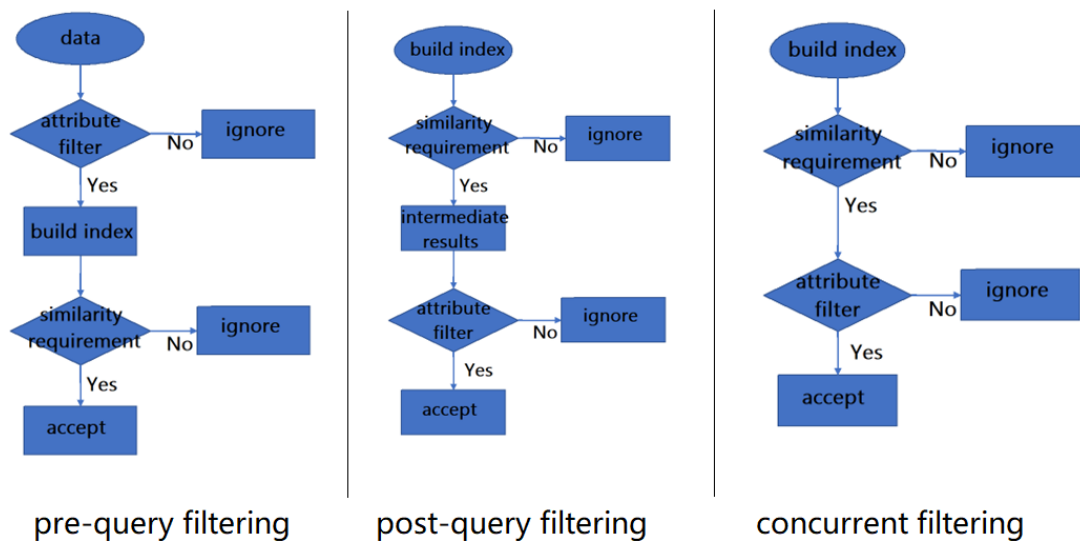 data
attribute
filter
No
ignore
Yes
build index
similarity
requirement
No
ignore
Yes
accept
pre-query filtering
build index
similarity
requirement
No
ignore
Yes
intermediate
results
attribute
filter
No
ignore
Yes
accept
post-query filtering
build index
similarity
requirement
No
ignore
Yes
attribute
filter
No
ignore
Yes
accept
concurrent filtering